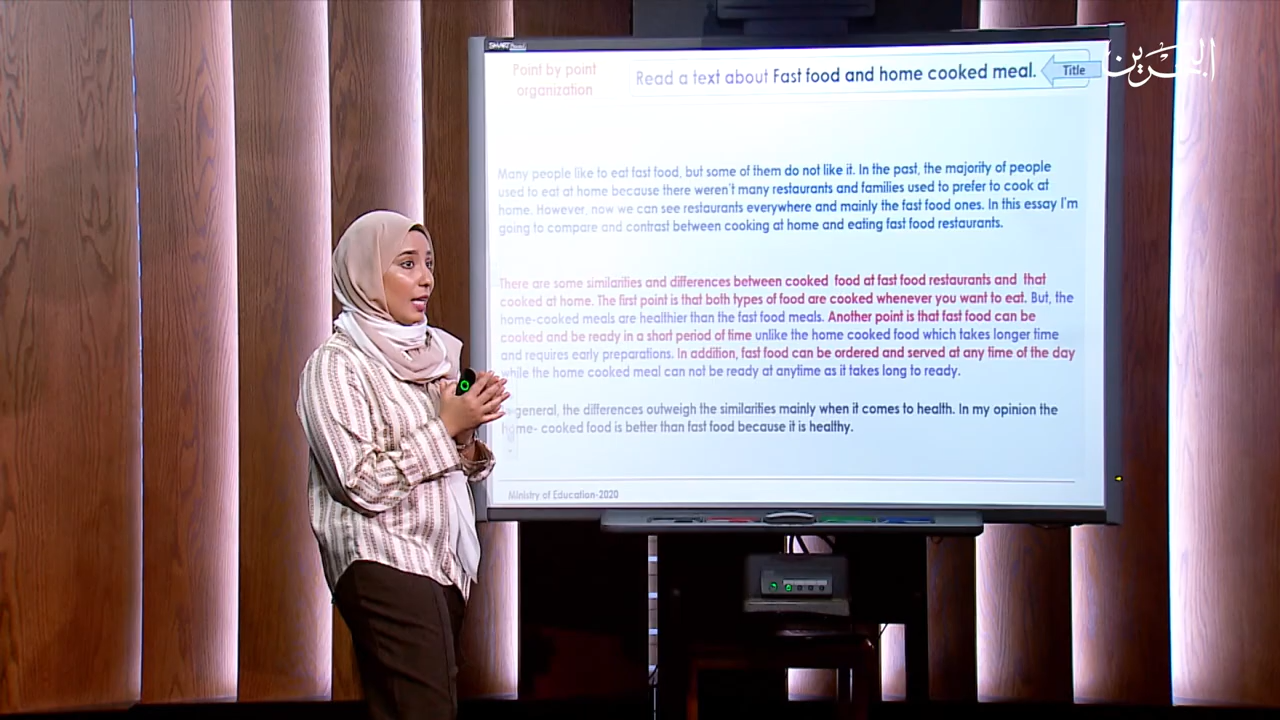 SMART Board
Point by point
organization
Read a text about Fast food and home cooked meal.
Title
البحرين
Many people like to eat fast food, but some of them do not like it. In the past, the majority of people
used to eat at home because there weren't many restaurants and families used to prefer to cook at
home. However, now we can see restaurants everywhere and mainly the fast food ones. In this essay I'm
going to compare and contrast between cooking at home and eating fast food restaurants.
There are some similarities and differences between cooked food at fast food restaurants and that
cooked at home. The first point is that both types of food are cooked whenever you want to eat. But, the
home-cooked meals are healthier than the fast food meals. Another point is that fast food can be
cooked and be ready in a short period of time unlike the home cooked food which takes longer time
and requires early preparations. In addition, fast food can be ordered and served at any time of the day
while the home cooked meal can not be ready at anytime as it takes long to ready.
general, the differences outweigh the similarities mainly when it comes to health. In my opinion the
home- cooked food is better than fast food because it is healthy.
Ministry of Education-2020